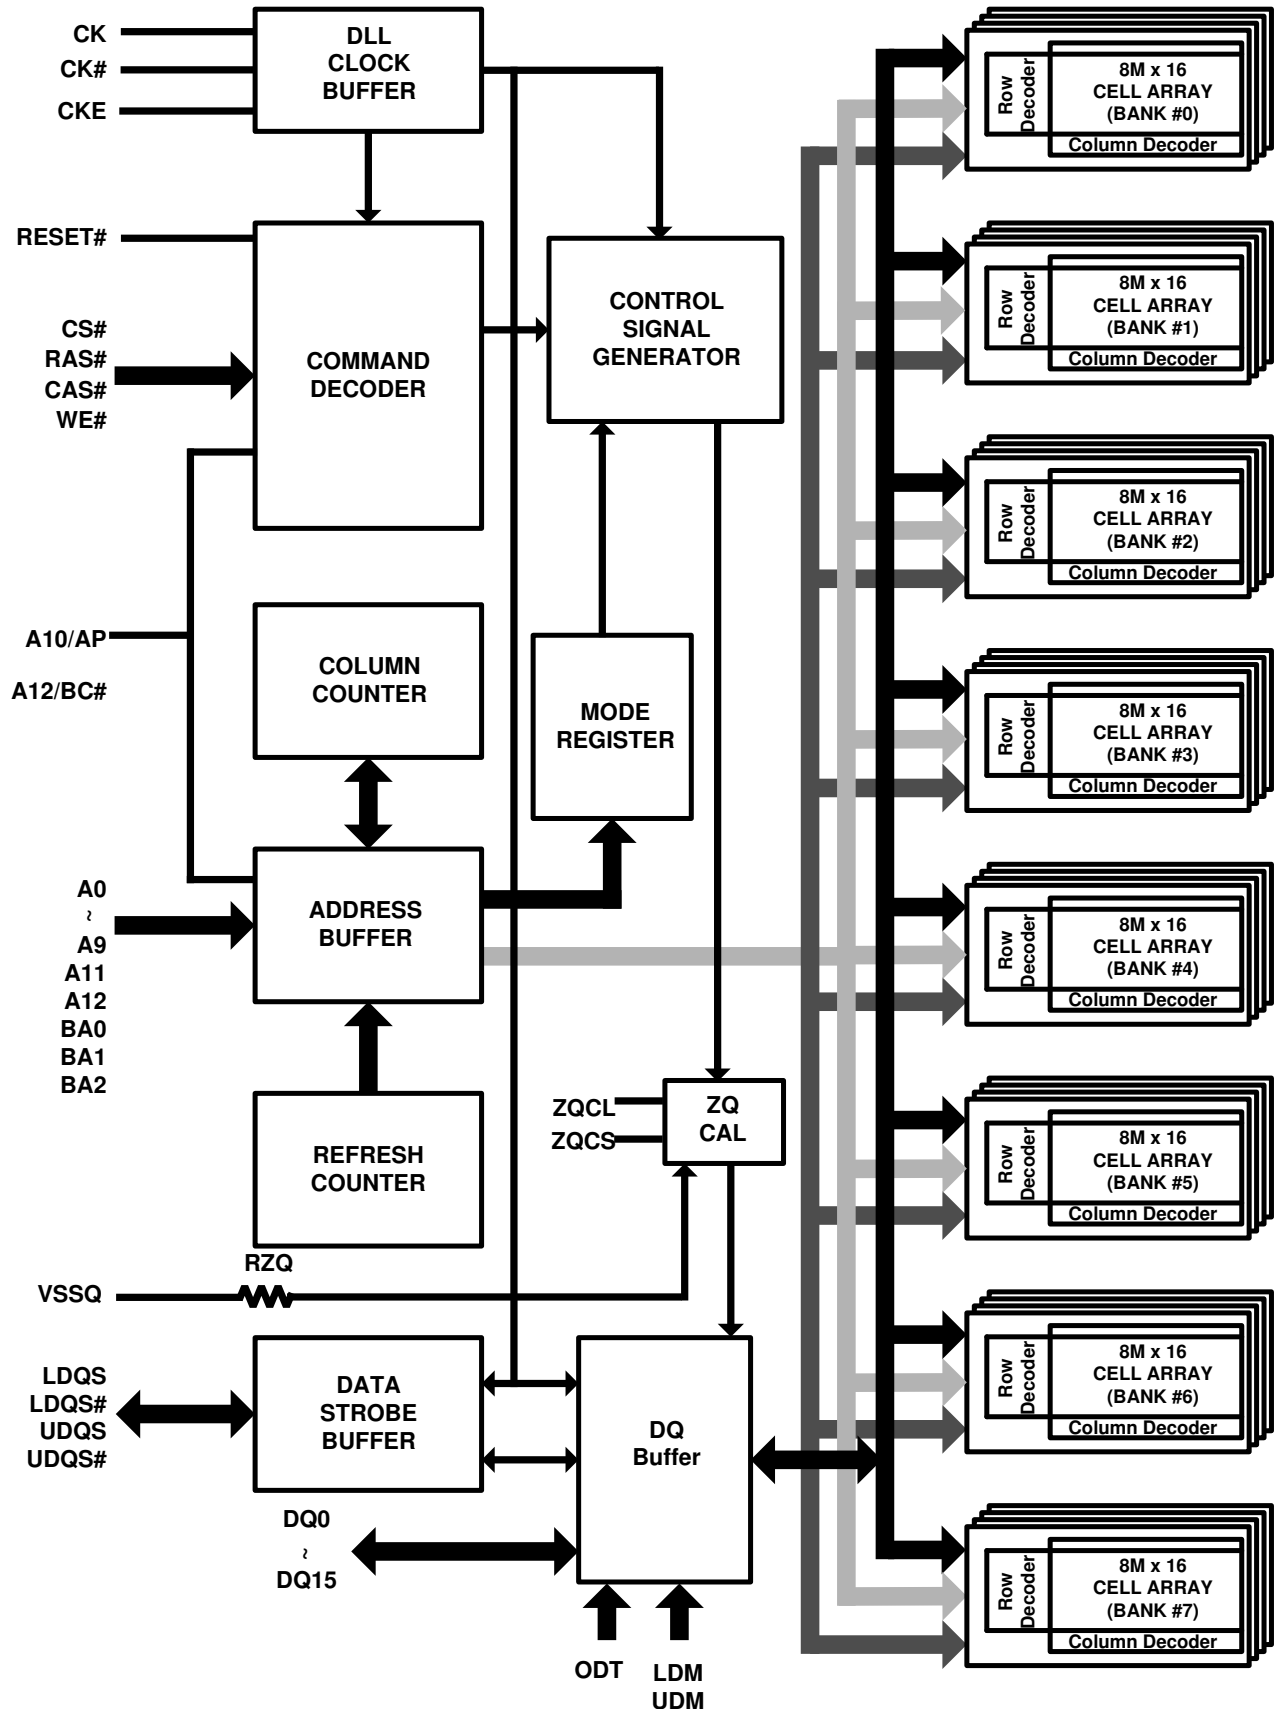 CK
CK#
CKE
DLL
CLOCK
BUFFER
RESET#
CS#
RAS#
CAS#
WE#
COMMAND
DECODER
CONTROL
SIGNAL
GENERATOR
A10/AP
A12/BC#
COLUMN
COUNTER
MODE
REGISTER
A0
~
A9
A11
A12
BA0
BA1
BA2
ADDRESS
BUFFER
REFRESH
COUNTER
ZQCL
ZQCS
ZQ
CAL
RZQ
VSSQ
LDQS
LDQS#
UDQS
UDQS#
DATA
STROBE
BUFFER
DQ
Buffer
DQ0
~
DQ15
ODT
LDM
UDM
Row
Decoder
8M x 16
CELL ARRAY
(BANK #0)
Column Decoder
Row
Decoder
8M x 16
CELL ARRAY
(BANK #1)
Column Decoder
Row
Decoder
8M x 16
CELL ARRAY
(BANK #2)
Column Decoder
Row
Decoder
8M x 16
CELL ARRAY
(BANK #3)
Column Decoder
Row
Decoder
8M x 16
CELL ARRAY
(BANK #4)
Column Decoder
Row
Decoder
8M x 16
CELL ARRAY
(BANK #5)
Column Decoder
Row
Decoder
8M x 16
CELL ARRAY
(BANK #6)
Column Decoder
Row
Decoder
8M x 16
CELL ARRAY
(BANK #7)
Column Decoder